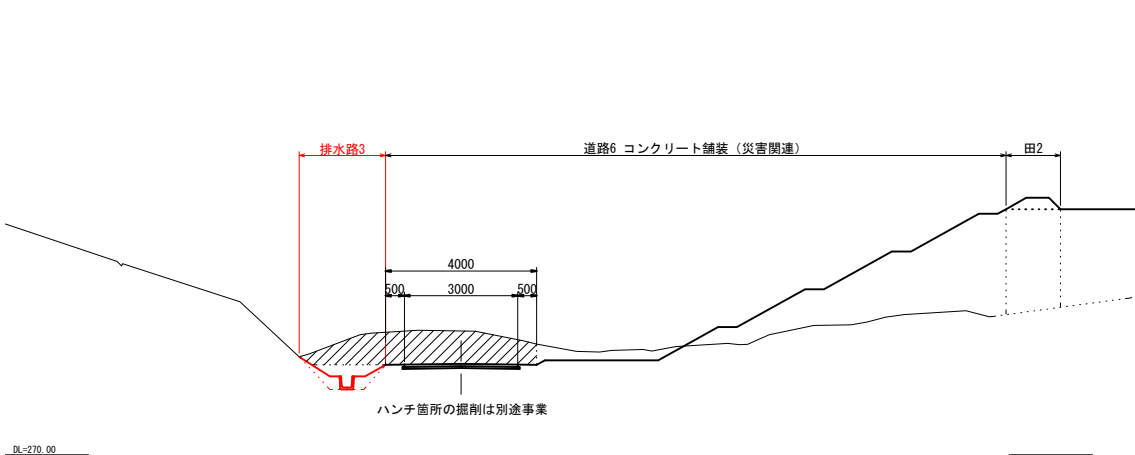 排水路3
道路6 コンクリート舗装（災害関連）
田2
4000
500
3000
500
ハンチ箇所の掘削は別途事業
DL=270.00